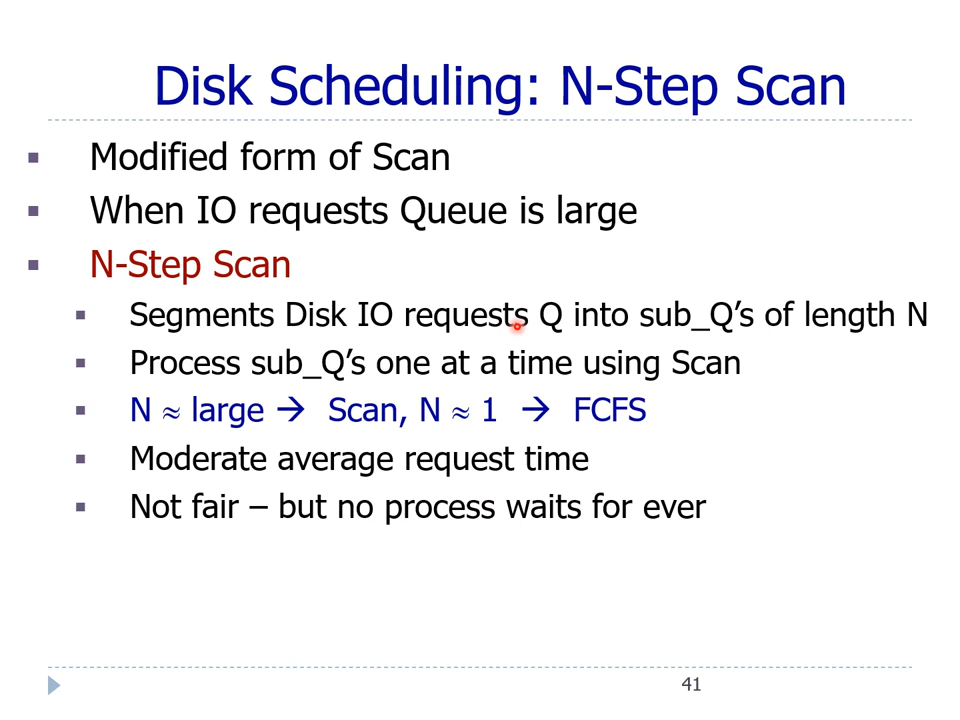 Disk Scheduling: N-Step Scan
▪ Modified form of Scan
▪ When IO requests Queue is large
▪ N-Step Scan
▪ Segments Disk IO requests Q into sub_Q’s of length N
▪ Process sub_Q’s one at a time using Scan
▪ N ≈ large → Scan, N ≈ 1 → FCFS
▪ Moderate average request time
▪ Not fair – but no process waits for ever
41